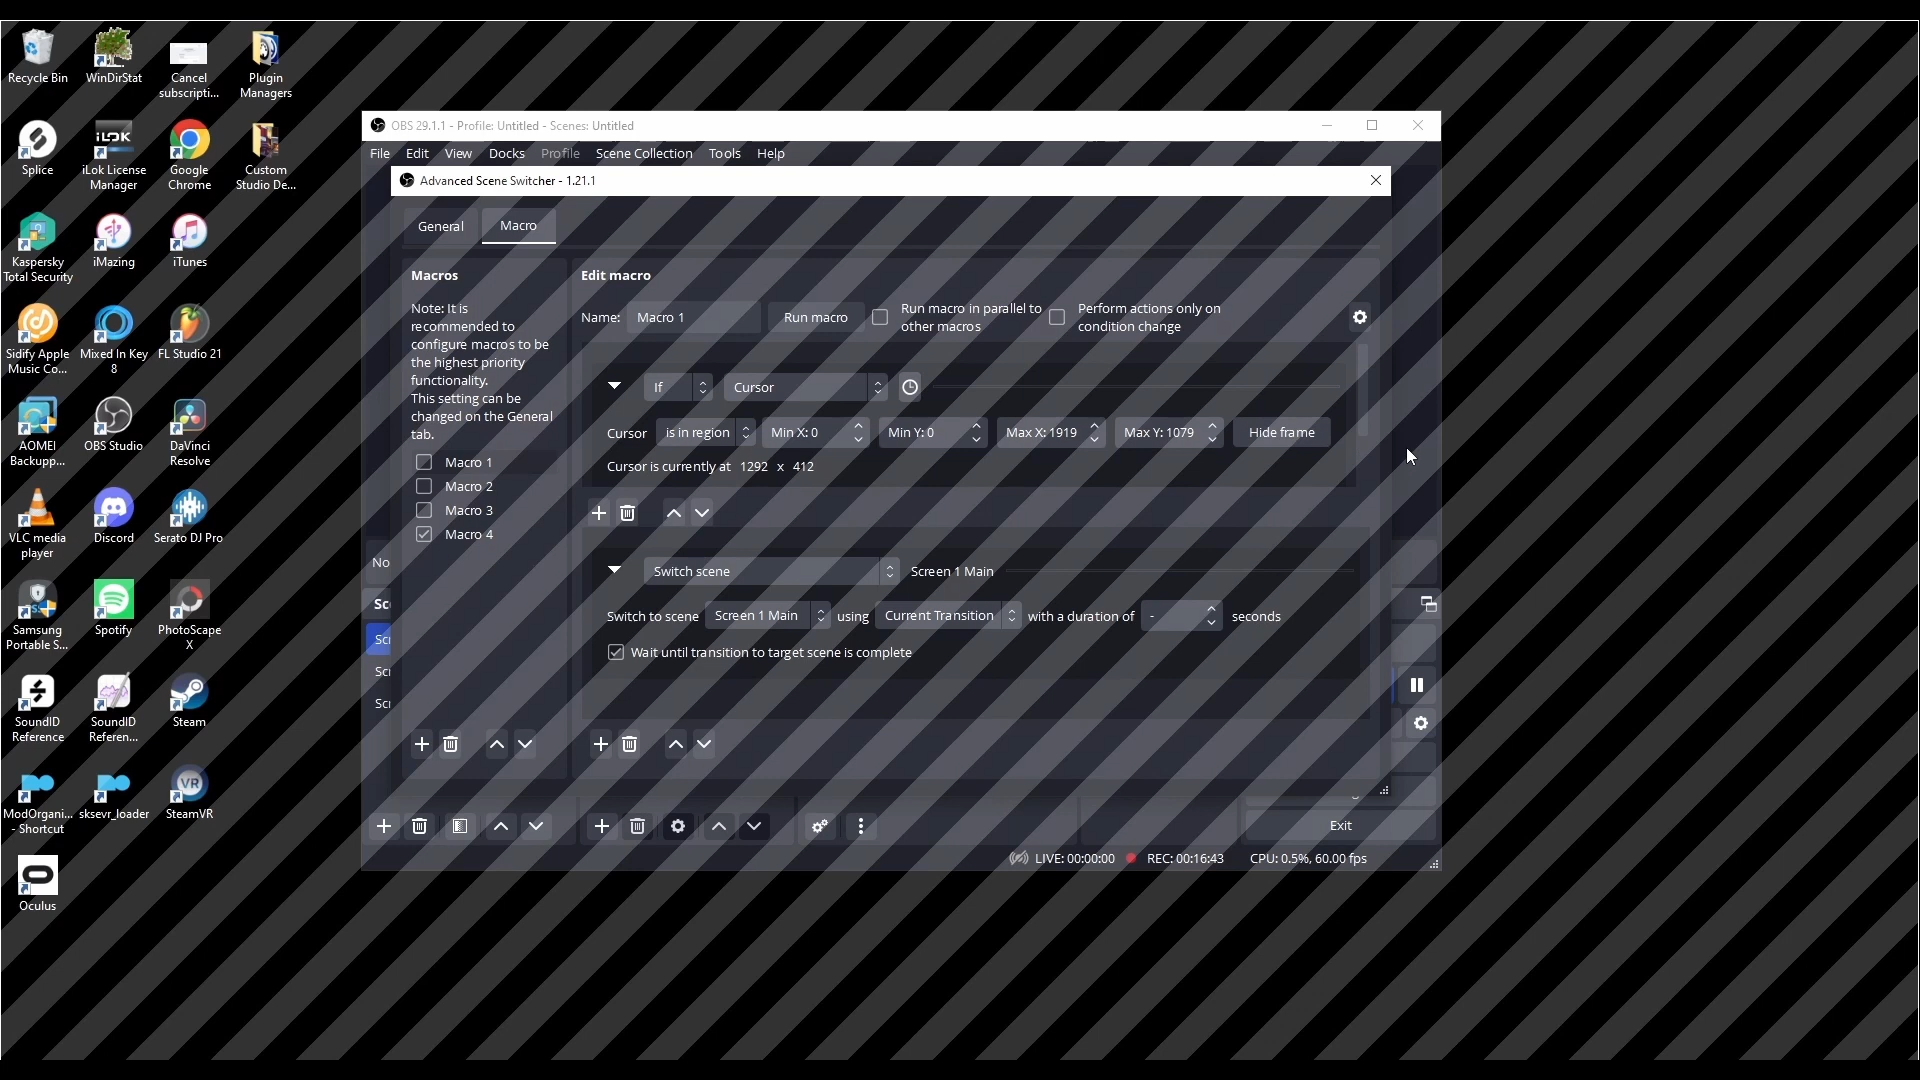 Recycle Bin
WinDirStat
Cancel
subscripti...
Plugin
Managers
Splice
iLOK
iLok License
Manager
Google
Chrome
Custom
Studio De...
Kaspersky
Total Security
iMazing
iTunes
Sidify Apple
Music Co...
Mixed In Key
8
FL Studio 21
AOMEI
Backupp...
OBS Studio
DaVinci
Resolve
VLC media
player
Discord
Serato DJ Pro
Samsung
Portable S...
Spotify
PhotoScape
X
SoundID
Reference
SoundID
Referen...
Steam
ModOrgani...
- Shortcut
sksevr_loader
VR
SteamVR
Oculus
OBS 29.1.1 - Profile: Untitled - Scenes: Untitled
File Edit View Docks Profile Scene Collection Tools Help
Advanced Scene Switcher - 1.21.1
General Macro
Macros
Note: It is
recommended to
configure macros to be
the highest priority
functionality.
This setting can be
changed on the General
tab.
Macro 1
Macro 2
Macro 3
Macro 4
Edit macro
Name: Macro 1 Run macro
Run macro in parallel to
other macros
Perform actions only on
condition change
If Cursor
Cursor is in region Min X: 0 Min Y: 0 Max X: 1919 Max Y: 1079 Hide frame
Cursor is currently at 1292 x 412
Switch scene Screen 1 Main
Switch to scene Screen 1 Main using Current Transition with a duration of - seconds
Wait until transition to target scene is complete
No
Sc
Scr
Scr
Scr
Exit
LIVE: 00:00:00 REC: 00:16:43 CPU: 0.5%, 60.00 fps